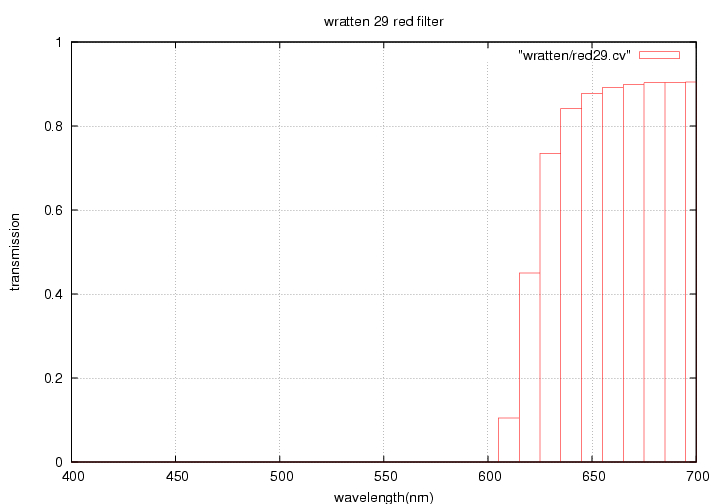 wratten 29 red filter
"wratten/red29.cv"
1
0.8
0.6
0.4
0.2
0
transmission
400 450 500 550 600 650 700
wavelength(nm)